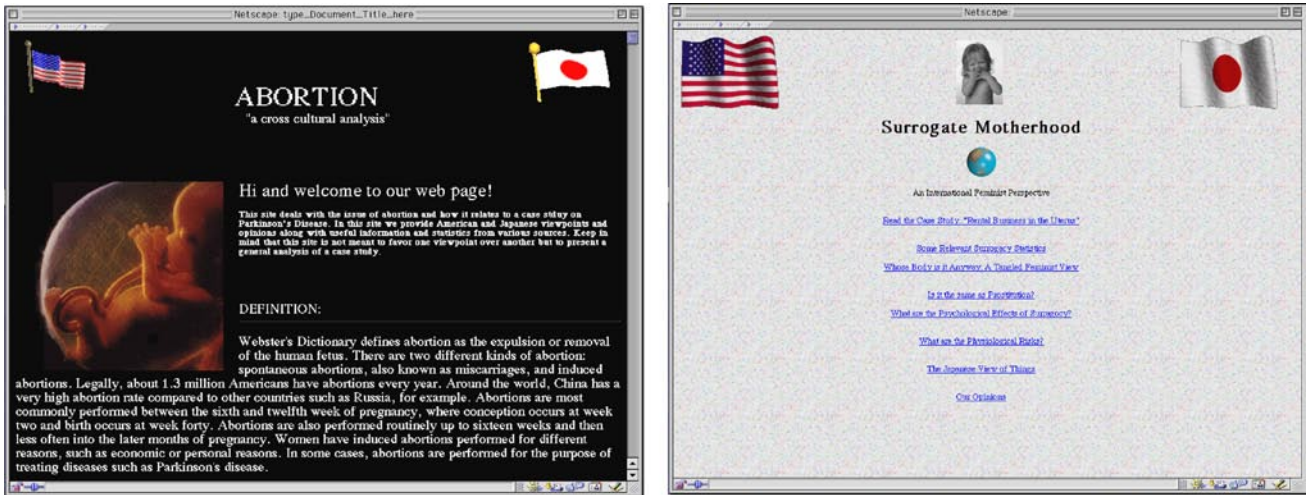 Netscape: type_Document_Title_here
ABORTION
"a cross cultural analysis"
Hi and welcome to our web page!
This site deals with the issue of abortion and how it relates to a case stduy on
Parkinson's Disease. In this site we provide American and Japanese viewpoints and
opinions along with useful information and statistics from various sources. Keep in
mind that this site is not meant to favor one viewpoint over another but to present a
general analysis of a case study.
DEFINITION:
Webster's Dictionary defines abortion as the expulsion or removal
of the human fetus. There are two different kinds of abortion:
spontaneous abortions, also known as miscarriages, and induced
abortions. Legally, about 1.3 million Americans have abortions every year. Around the world, China has a
very high abortion rate compared to other countries such as Russia, for example. Abortions are most
commonly performed between the sixth and twelfth week of pregnancy, where conception occurs at week
two and birth occurs at week forty. Abortions are also performed routinely up to sixteen weeks and then
less often into the later months of pregnancy. Women have induced abortions performed for different
reasons, such as economic or personal reasons. In some cases, abortions are performed for the purpose of
treating diseases such as Parkinson's disease.
Netscape:
Surrogate Motherhood
An International Feminist Perspective
Read the Case Study: "Rental Business in the Uterus"
Some Relevant Surrogacy Statistics
Whose Body is it Anyway: A Tangled Feminist View
Is it the same as Prostitution?
What are the Psychological Effects of Surrogacy?
What are the Physiological Risks?
The Japanese View of Things
Our Opinions